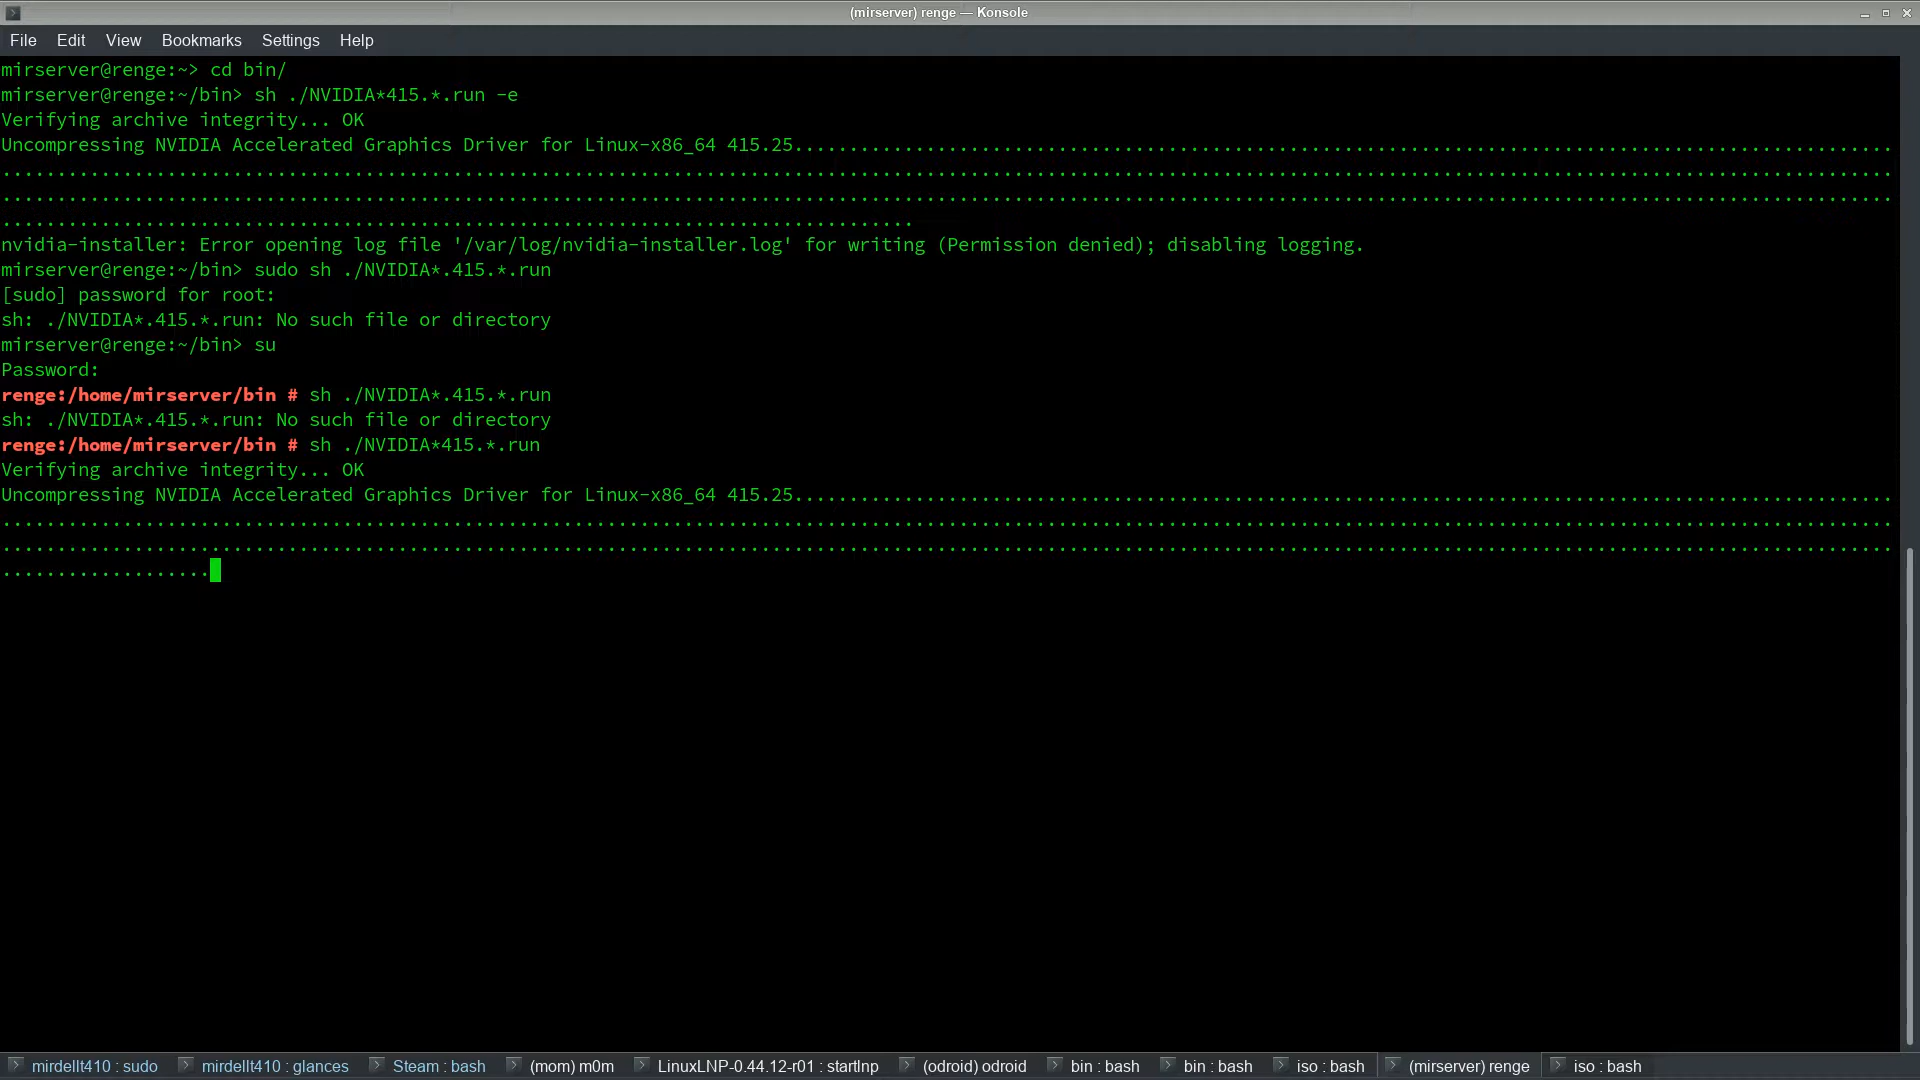 (mirserver) renge — Konsole
File Edit View Bookmarks Settings Help
mirserver@renge:~> cd bin/
mirserver@renge:~/bin> sh ./NVIDIA*415.*.run -e
Verifying archive integrity... OK
Uncompressing NVIDIA Accelerated Graphics Driver for Linux-x86_64 415.25....................................................................................................
............................................................................................................................................................................
............................................................................................................................................................................
...................................................................................
nvidia-installer: Error opening log file '/var/log/nvidia-installer.log' for writing (Permission denied); disabling logging.
mirserver@renge:~/bin> sudo sh ./NVIDIA*.415.*.run
[sudo] password for root:
sh: ./NVIDIA*.415.*.run: No such file or directory
mirserver@renge:~/bin> su
Password:
renge:/home/mirserver/bin # sh ./NVIDIA*.415.*.run
sh: ./NVIDIA*.415.*.run: No such file or directory
renge:/home/mirserver/bin # sh ./NVIDIA*415.*.run
Verifying archive integrity... OK
Uncompressing NVIDIA Accelerated Graphics Driver for Linux-x86_64 415.25....................................................................................................
............................................................................................................................................................................
............................................................................................................................................................................
...................
mirdellt410 : sudo mirdellt410 : glances Steam : bash (mom) m0m LinuxLNP-0.44.12-r01 : startlnp (odroid) odroid bin : bash bin : bash iso : bash (mirserver) renge iso : bash